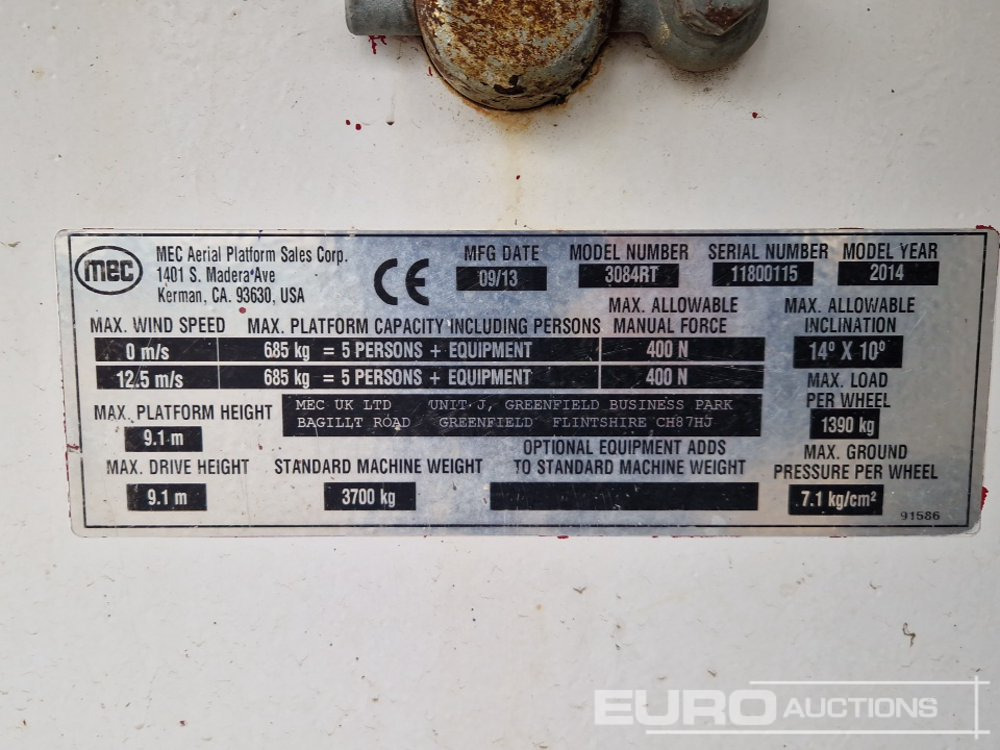 mec
MEC Aerial Platform Sales Corp.
1401 S. Madera Ave
Kerman, CA. 93630, USA
CE
MFG DATE
09/13
MODEL NUMBER
3084RT
SERIAL NUMBER
11800115
MODEL YEAR
2014
MAX. WIND SPEED
MAX. PLATFORM CAPACITY INCLUDING PERSONS
MAX. ALLOWABLE
MANUAL FORCE
0 m/s 685 kg = 5 PERSONS + EQUIPMENT 400 N
12.5 m/s 685 kg = 5 PERSONS + EQUIPMENT 400 N
MAX. ALLOWABLE
INCLINATION
14º X 10º
MAX. PLATFORM HEIGHT
9.1 m
MEC UK LTD UNIT J, GREENFIELD BUSINESS PARK
BAGILLT ROAD GREENFIELD FLINTSHIRE CH87HJ
MAX. LOAD
PER WHEEL
1390 kg
MAX. DRIVE HEIGHT
9.1 m
STANDARD MACHINE WEIGHT
3700 kg
OPTIONAL EQUIPMENT ADDS
TO STANDARD MACHINE WEIGHT
MAX. GROUND
PRESSURE PER WHEEL
7.1 kg/cm²
91586
EURO AUCTIONS